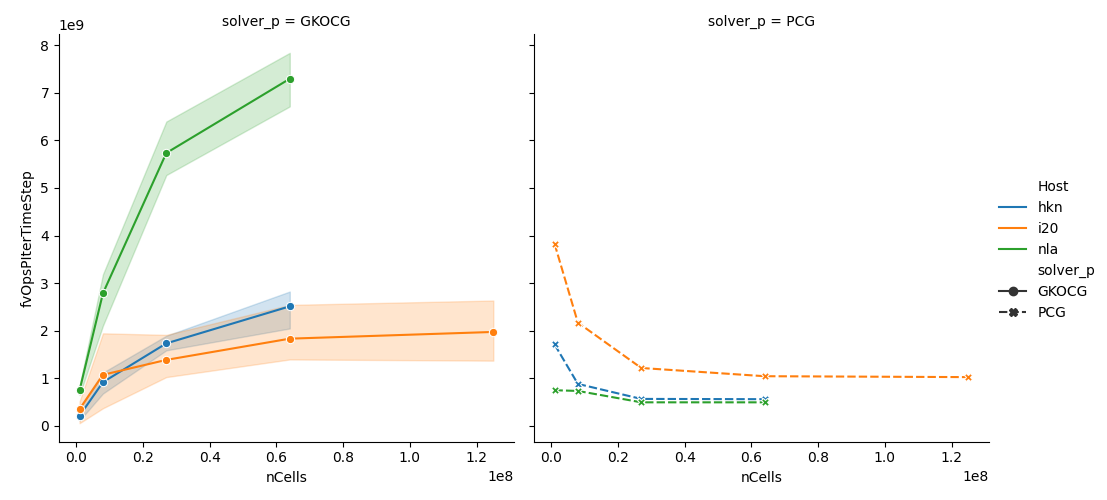 solver_p = GKOCG
1e9
8
7
6
5
4
3
2
1
0
fvOpsPIterTimeStep
0.0 0.2 0.4 0.6 0.8 1.0 1.2
1e8
nCells
solver_p = PCG
0.0 0.2 0.4 0.6 0.8 1.0 1.2
1e8
nCells
Host
hkn
i20
nla
solver_p
GKOCG
PCG